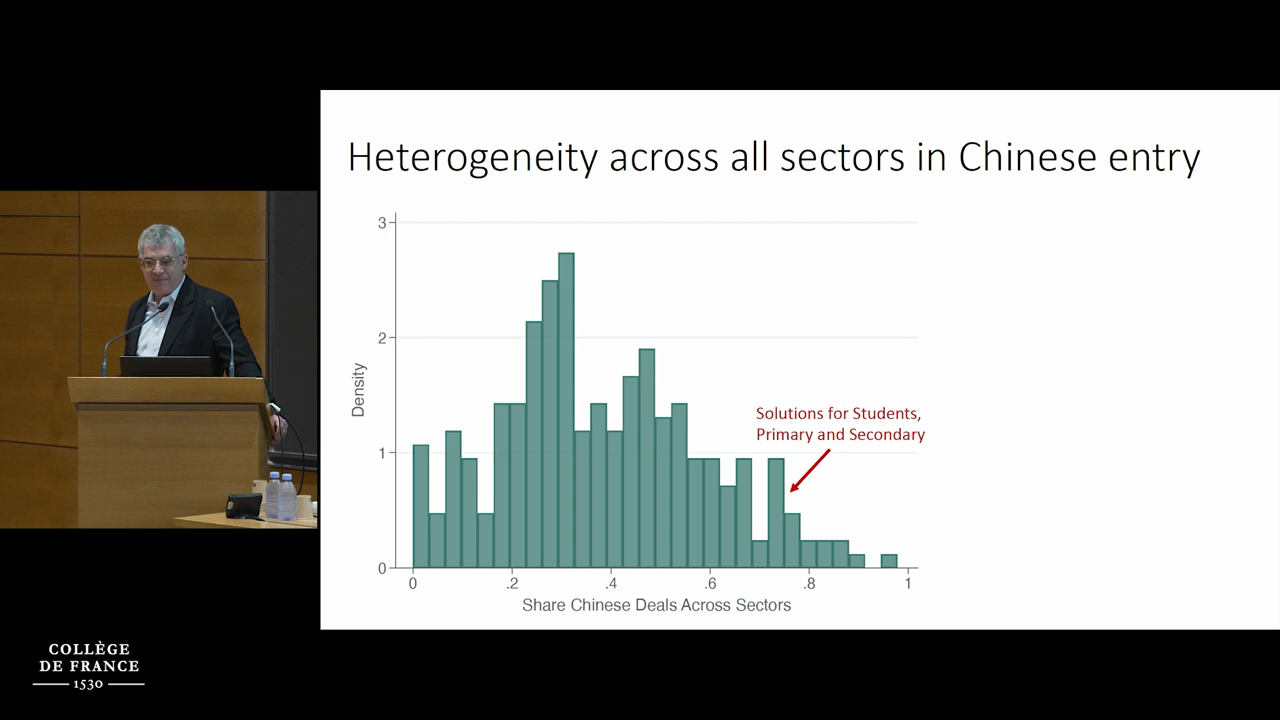 Heterogeneity across all sectors in Chinese entry
3
2
1
0
Density
Solutions for Students,
Primary and Secondary
0 .2 .4 .6 .8 1
Share Chinese Deals Across Sectors
COLLÈGE
DE FRANCE
1530